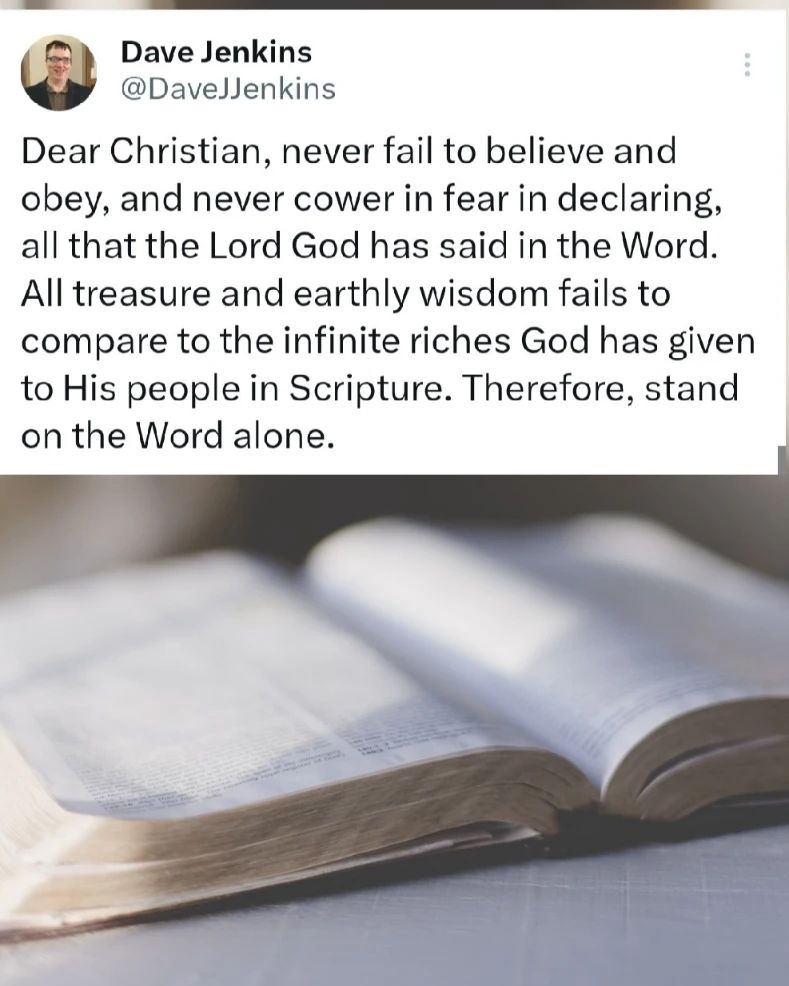 Dave Jenkins
@DaveJJenkins
Dear Christian, never fail to believe and
obey, and never cower in fear in declaring,
all that the Lord God has said in the Word.
All treasure and earthly wisdom fails to
compare to the infinite riches God has given
to His people in Scripture. Therefore, stand
on the Word alone.